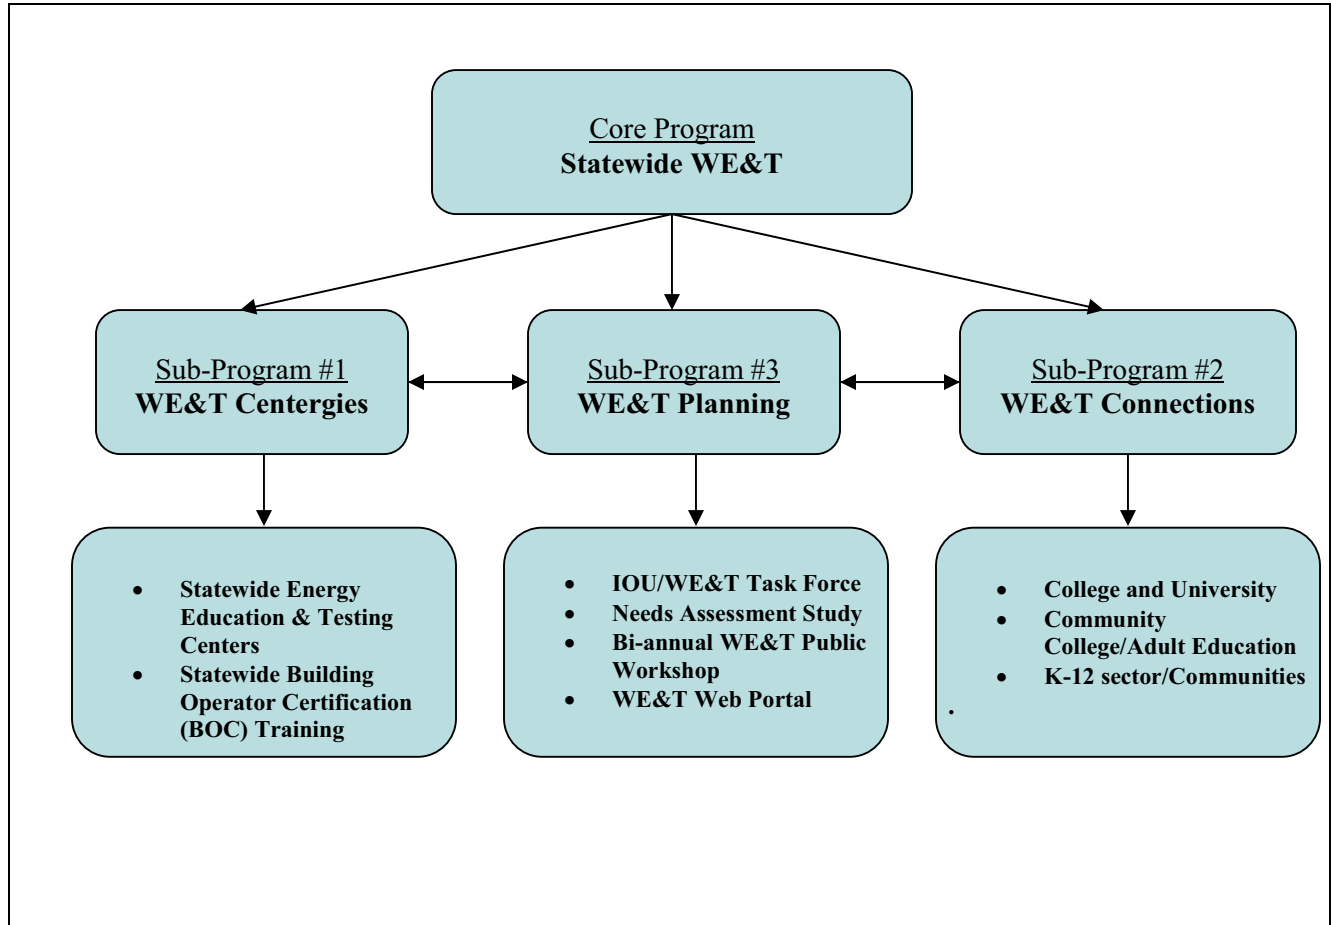 Core Program
Statewide WE&T
Sub-Program #1
WE&T Centergies
Sub-Program #3
WE&T Planning
Sub-Program #2
WE&T Connections
• Statewide Energy
Education & Testing
Centers
• Statewide Building
Operator Certification
(BOC) Training
• IOU/WE&T Task Force
• Needs Assessment Study
• Bi-annual WE&T Public
Workshop
• WE&T Web Portal
• College and University
• Community
College/Adult Education
• K-12 sector/Communities
.